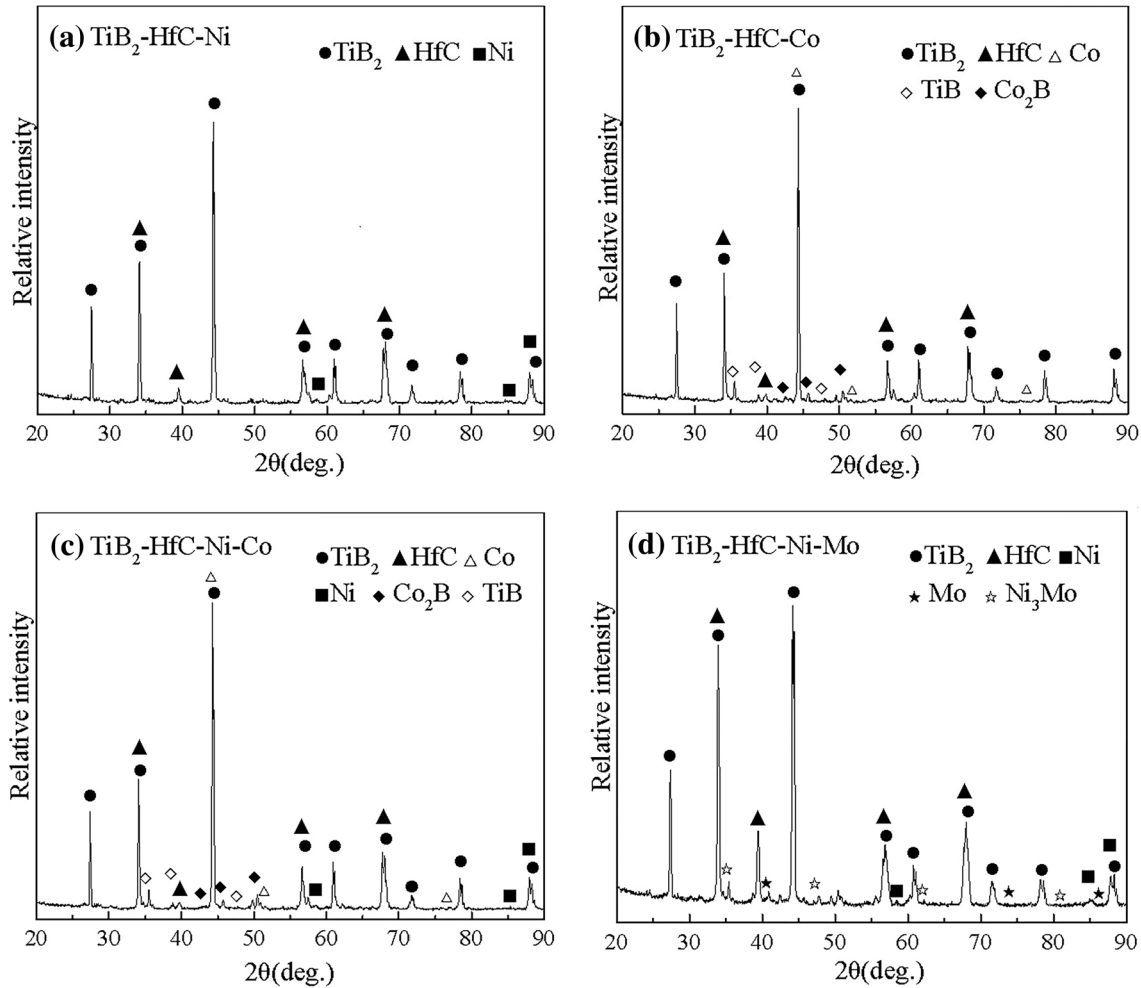 (a) TiB2-HfC-Ni
● TiB2 ▲ HfC ■ Ni
Relative intensity
20 30 40 50 60 70 80 90
2θ(deg.)
(b) TiB2-HfC-Co
● TiB2 ▲ HfC △ Co
◇ TiB ◆ Co2B
Relative intensity
20 30 40 50 60 70 80 90
2θ(deg.)
(c) TiB2-HfC-Ni-Co
● TiB2 ▲ HfC △ Co
■ Ni ◆ Co2B ◇ TiB
Relative intensity
20 30 40 50 60 70 80 90
2θ(deg.)
(d) TiB2-HfC-Ni-Mo
● TiB2 ▲ HfC ■ Ni
★ Mo ☆ Ni3Mo
Relative intensity
20 30 40 50 60 70 80 90
2θ(deg.)